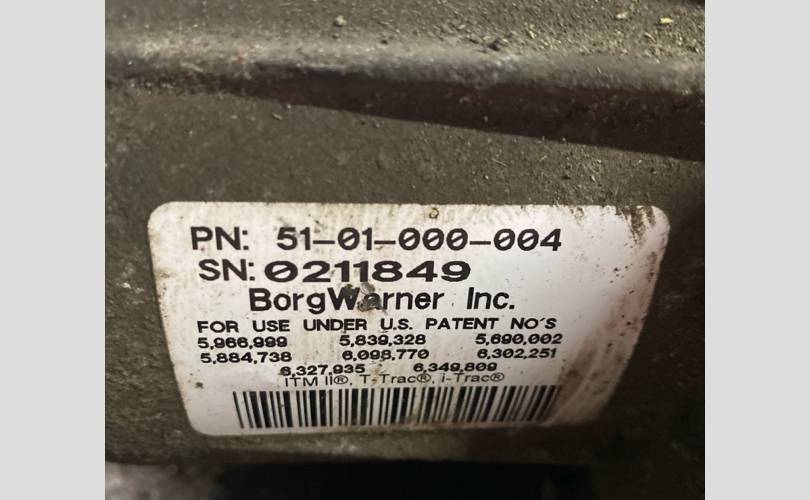 PN: 51-01-000-004
SN: 0211849
BorgWarner Inc.
FOR USE UNDER U.S. PATENT NO'S
5,966,999 5,839,328 5,690,002
5,884,738 6,098,770 6,302,251
6,327,935 6,349,809
ITM II®, T-Trac®, i-Trac®